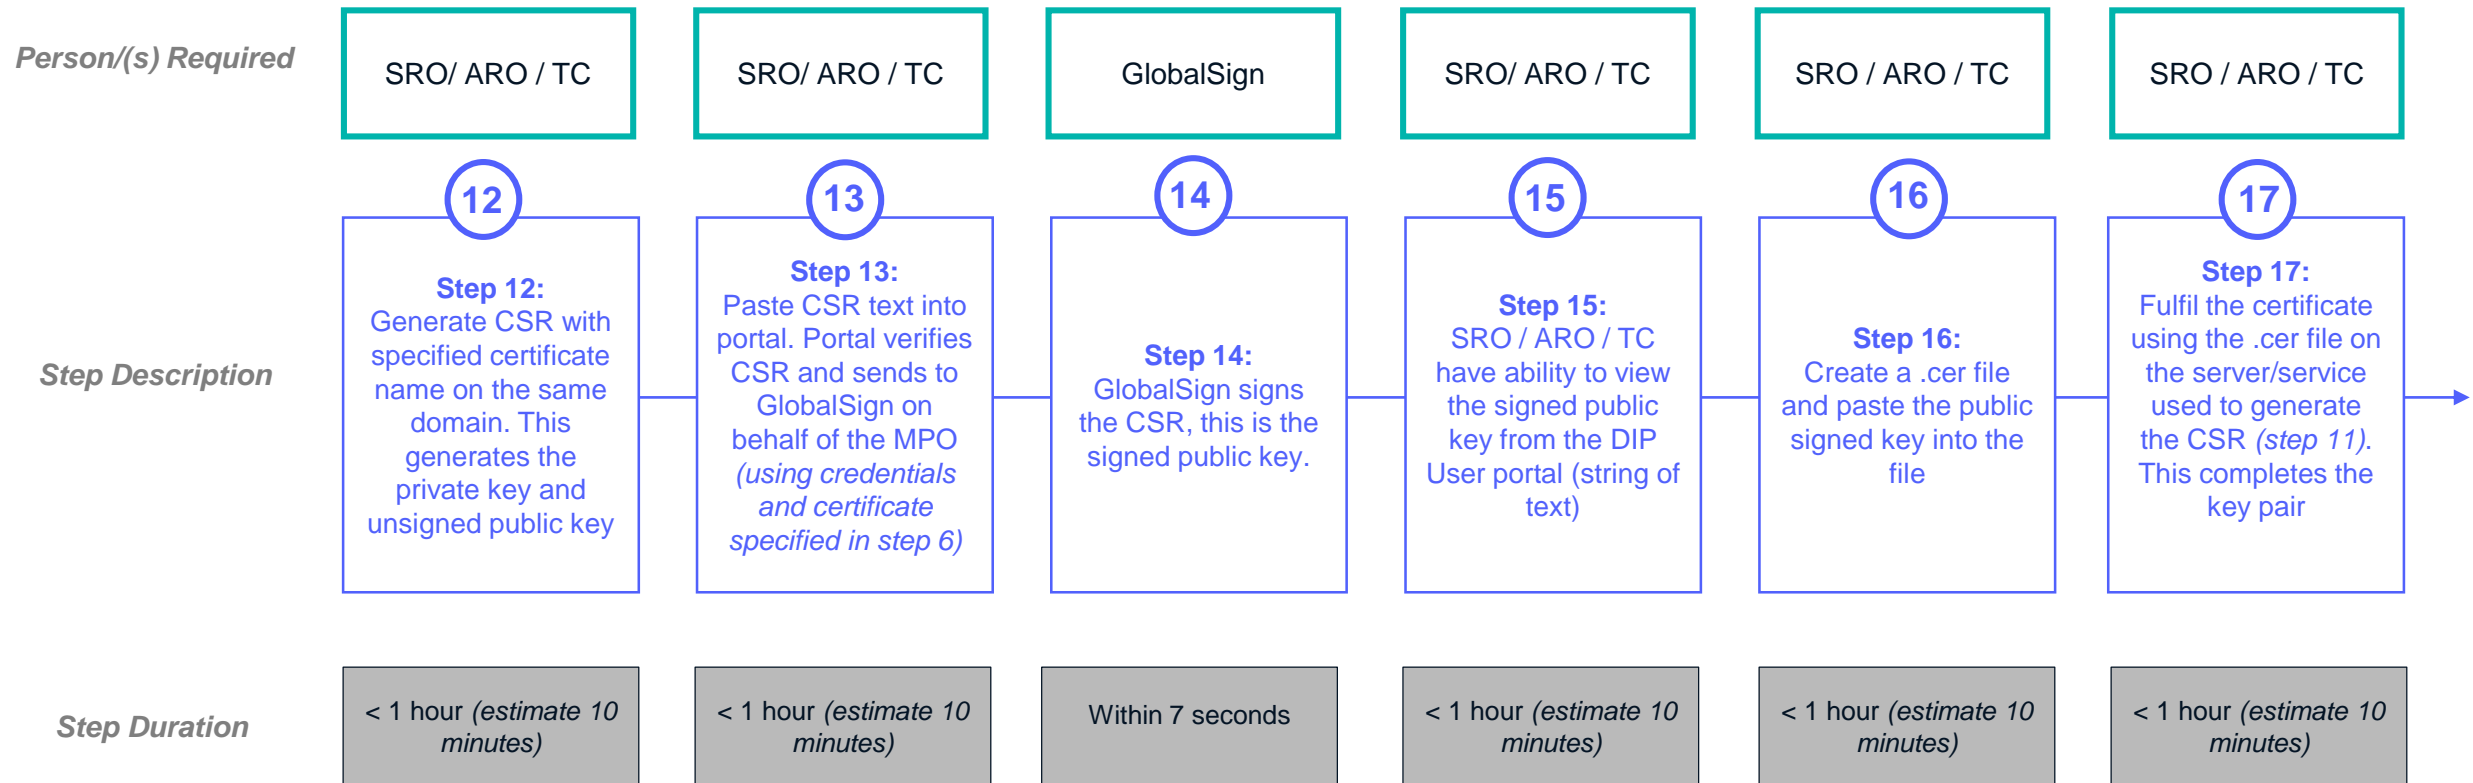 Person/(s) Required
SRO/ ARO / TC
SRO/ ARO / TC
GlobalSign
SRO/ ARO / TC
SRO / ARO / TC
SRO / ARO / TC
12
13
14
15
16
17
Step Description
Step 12:
Generate CSR with
specified certificate
name on the same
domain. This
generates the
private key and
unsigned public key
Step 13:
Paste CSR text into
portal. Portal verifies
CSR and sends to
GlobalSign on
behalf of the MPO
(using credentials
and certificate
specified in step 6)
Step 14:
GlobalSign signs
the CSR, this is the
signed public key.
Step 15:
SRO / ARO / TC
have ability to view
the signed public
key from the DIP
User portal (string of
text)
Step 16:
Create a .cer file
and paste the public
signed key into the
file
Step 17:
Fulfil the certificate
using the .cer file on
the server/service
used to generate
the CSR (step 11).
This completes the
key pair
Step Duration
< 1 hour (estimate 10
minutes)
< 1 hour (estimate 10
minutes)
Within 7 seconds
< 1 hour (estimate 10
minutes)
< 1 hour (estimate 10
minutes)
< 1 hour (estimate 10
minutes)